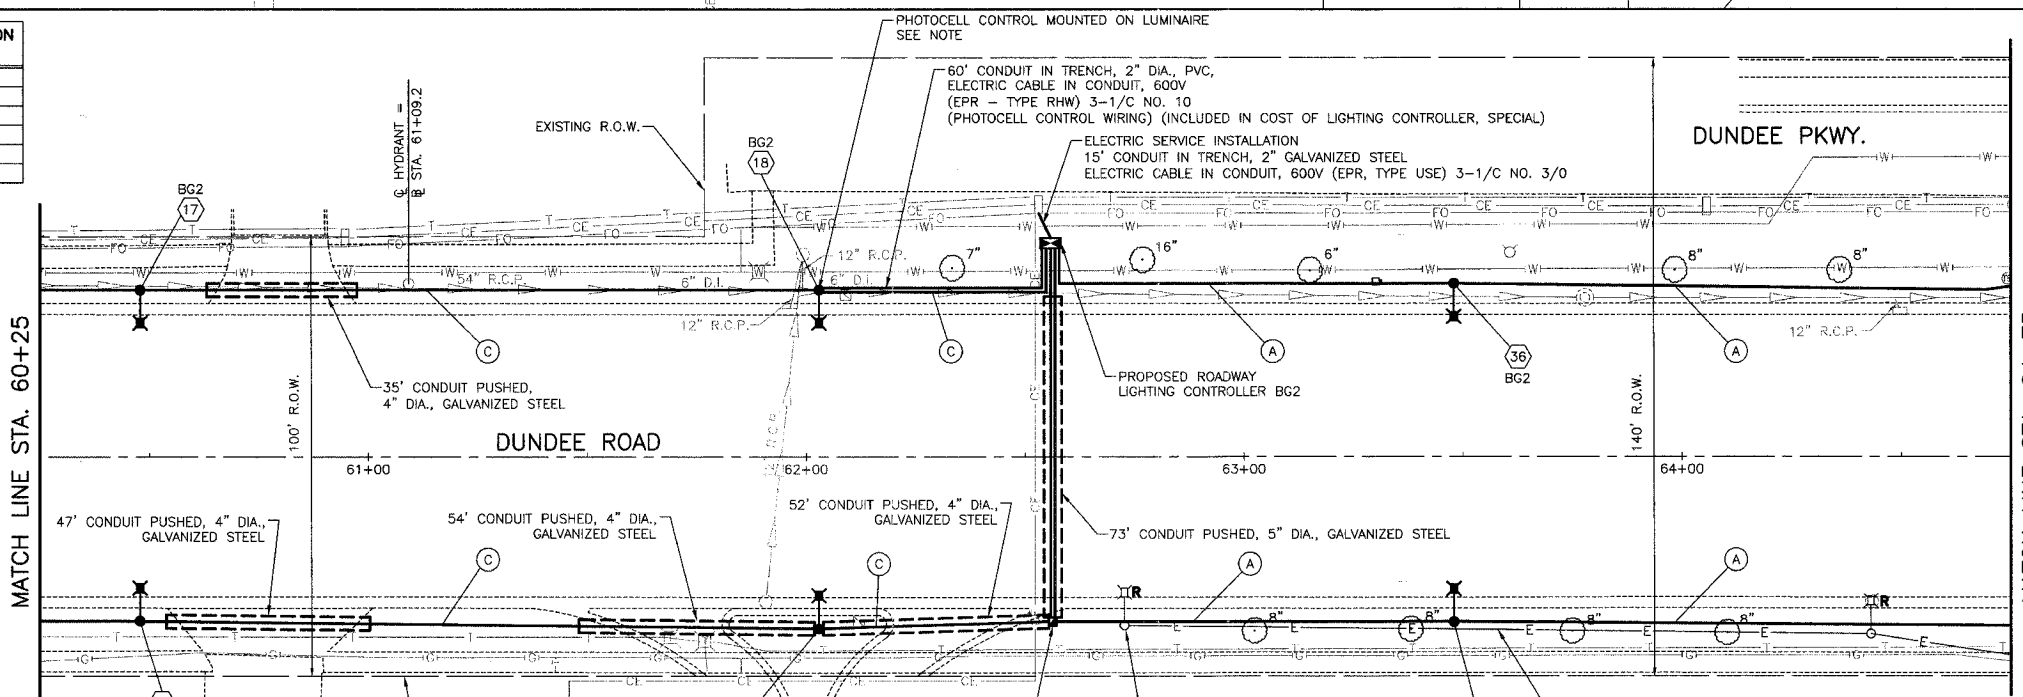 ON
PHOTOCELL CONTROL MOUNTED ON LUMINAIRE
SEE NOTE
60' CONDUIT IN TRENCH, 2" DIA., PVC,
ELECTRIC CABLE IN CONDUIT, 600V
(EPR - TYPE RHW) 3-1/C NO. 10
(PHOTOCELL CONTROL WIRING) (INCLUDED IN COST OF LIGHTING CONTROLLER, SPECIAL)
ELECTRIC SERVICE INSTALLATION
15' CONDUIT IN TRENCH, 2" GALVANIZED STEEL
ELECTRIC CABLE IN CONDUIT, 600V (EPR, TYPE USE) 3-1/C NO. 3/0
DUNDEE PKWY.
EXISTING R.O.W.
℄ HYDRANT =
STA. 61+09.2
BG2
17
BG2
18
T
CE
FO
W
54" R.C.P.
6" D.I.
12" R.C.P.
6" D.I.
12" R.C.P.
7"
16"
6"
8"
8"
12" R.C.P.
C
C
A
A
36
BG2
35' CONDUIT PUSHED,
4" DIA., GALVANIZED STEEL
PROPOSED ROADWAY
LIGHTING CONTROLLER BG2
MATCH LINE STA. 60+25
100' R.O.W.
DUNDEE ROAD
140' R.O.W.
61+00
62+00
63+00
64+00
47' CONDUIT PUSHED, 4" DIA.,
GALVANIZED STEEL
54' CONDUIT PUSHED, 4" DIA.,
GALVANIZED STEEL
52' CONDUIT PUSHED, 4" DIA.,
GALVANIZED STEEL
73' CONDUIT PUSHED, 5" DIA., GALVANIZED STEEL
C
C
A
A
R
R
8"
8"
8"
8"
E
T
G
CE